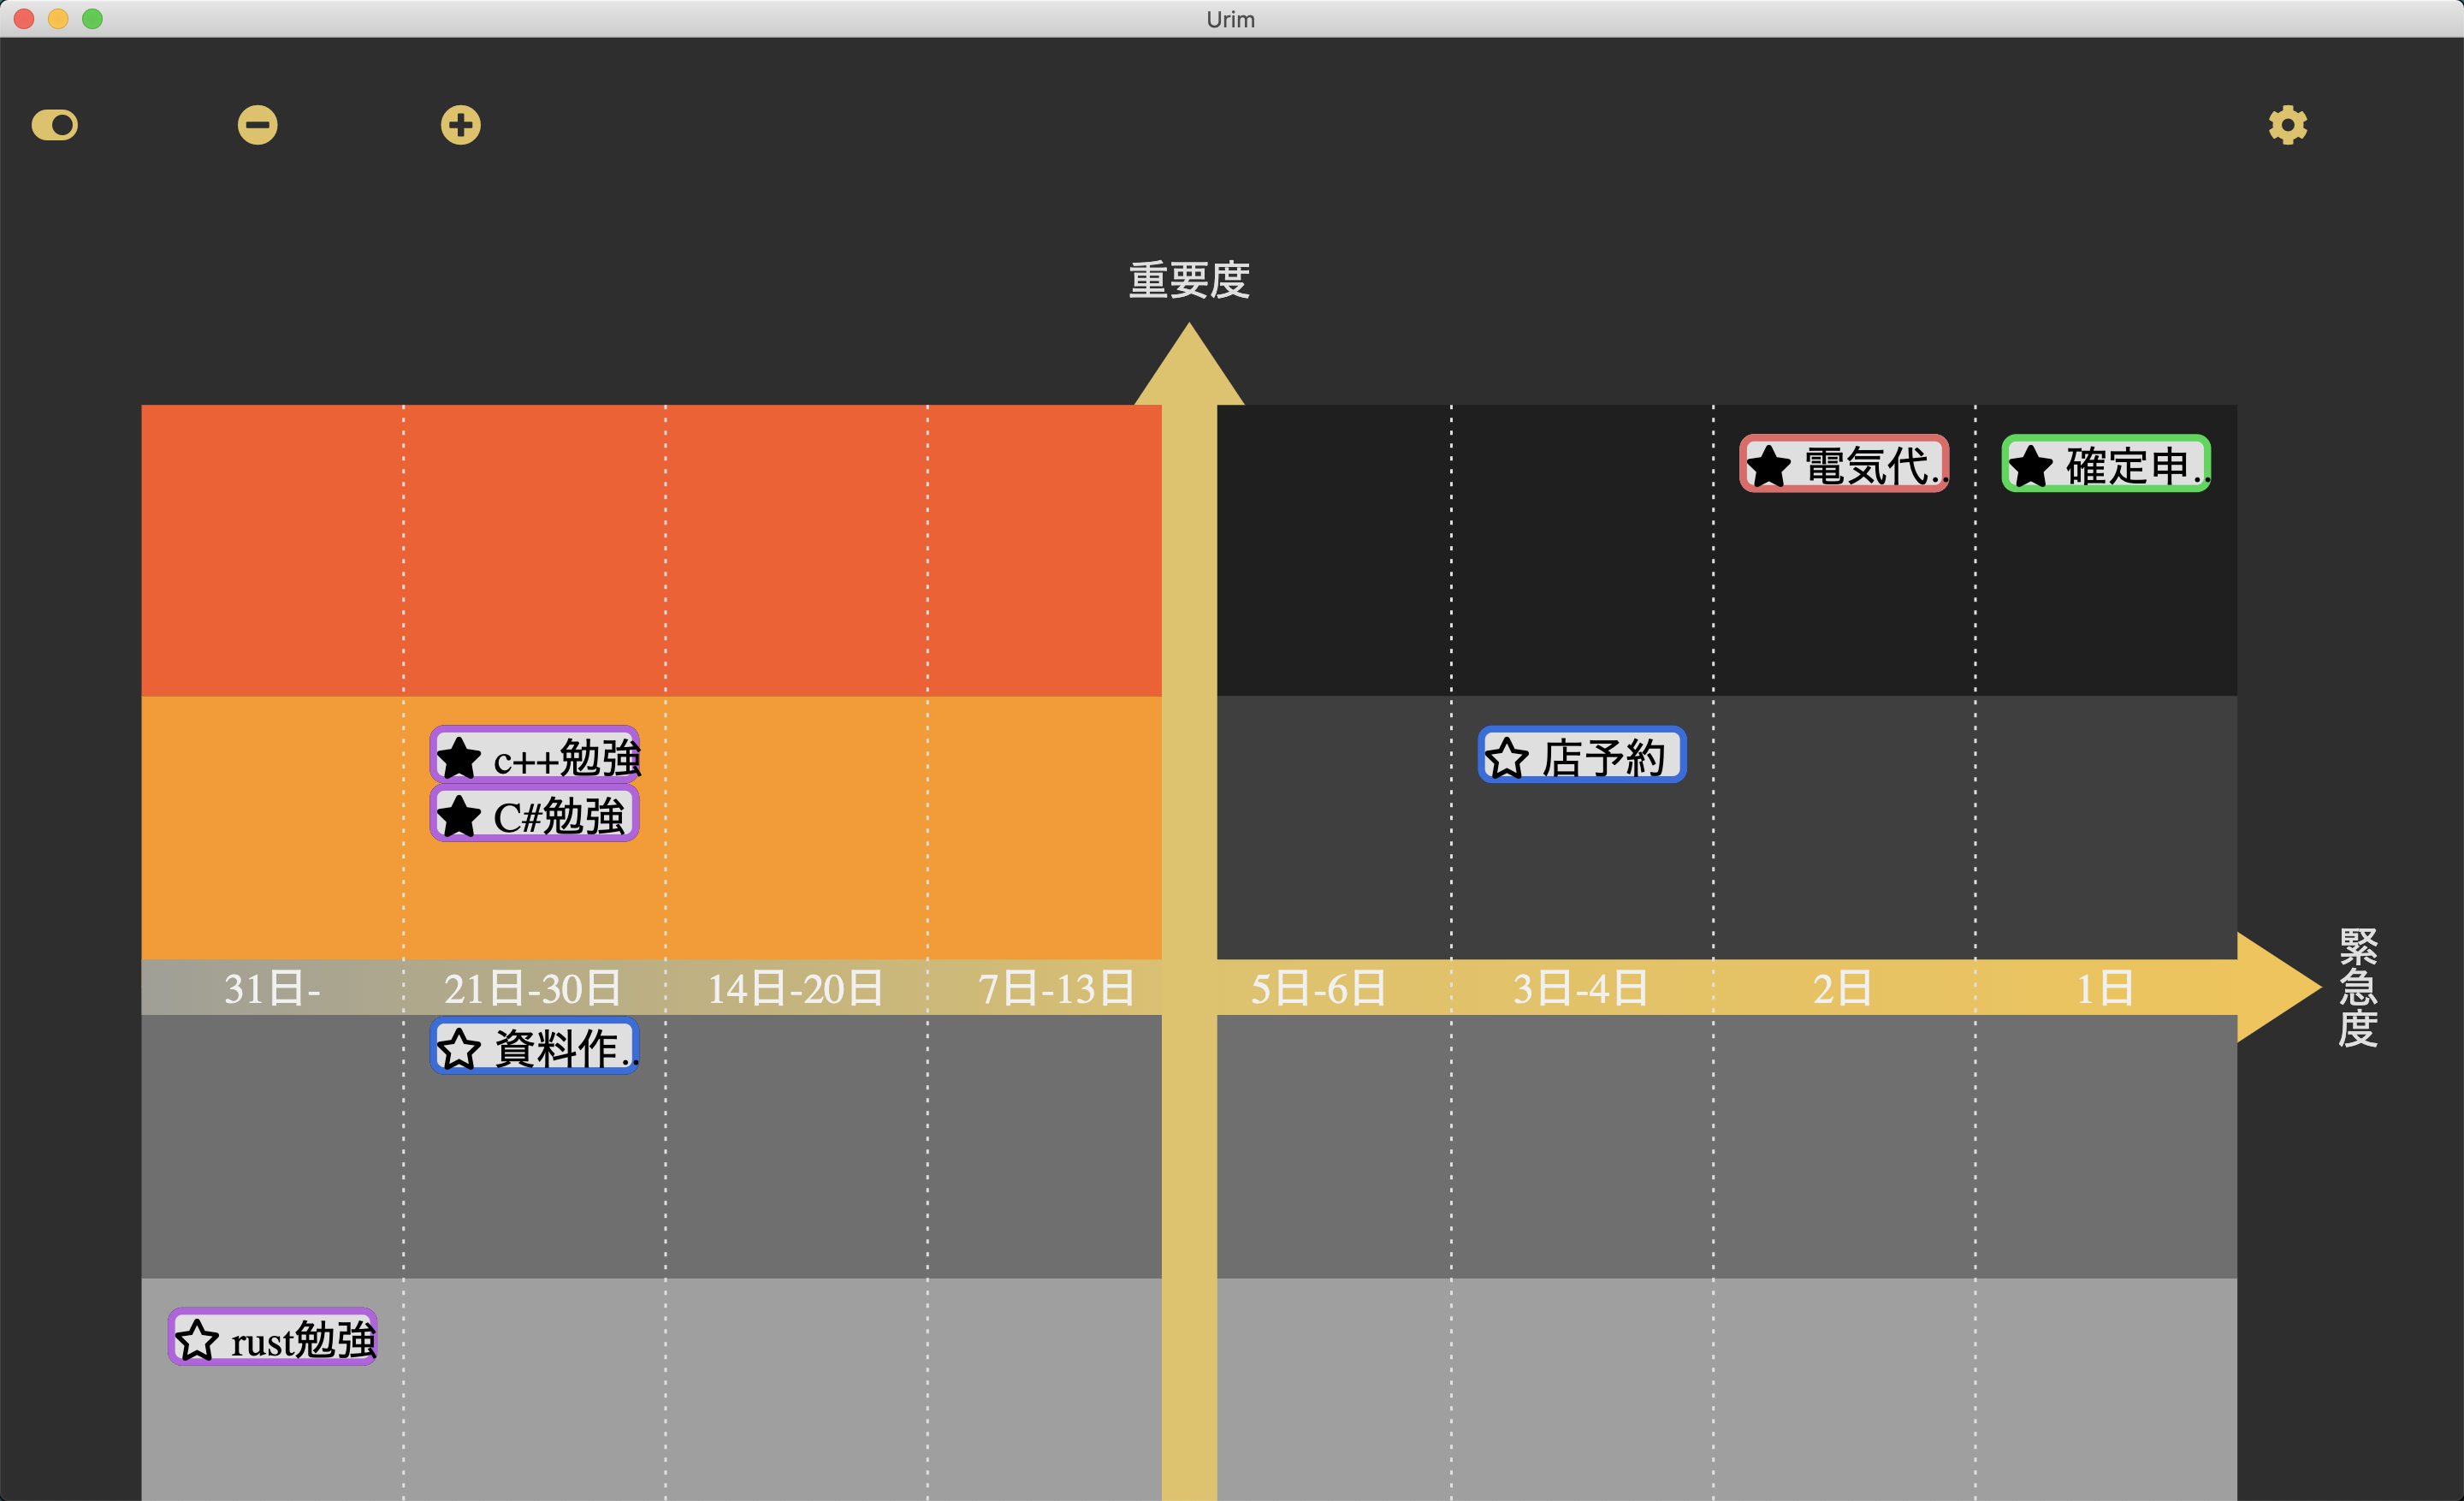 Urim
重要度
電気代..
確定申..
c++勉強
店予約
C#勉強
31日-
21日-30日
14日-20日
7日-13日
5日-6日
3日-4日
2日
1日
緊急度
資料作..
rust勉強